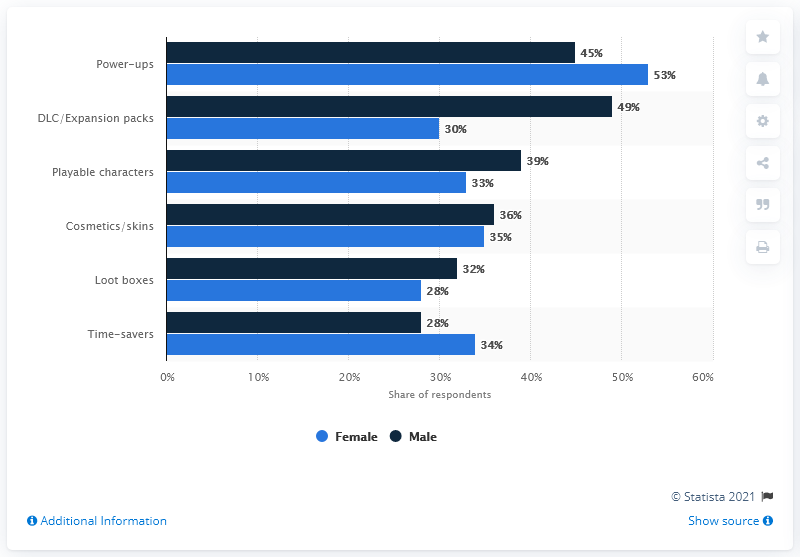 Power-ups
45%
53%
DLC/Expansion packs
49%
30%
Playable characters
39%
33%
Cosmetics/skins
36%
35%
Loot boxes
32%
28%
Time-savers
28%
34%
0% 10% 20% 30% 40% 50% 60%
Share of respondents
Female Male
© Statista 2021
Additional Information Show source